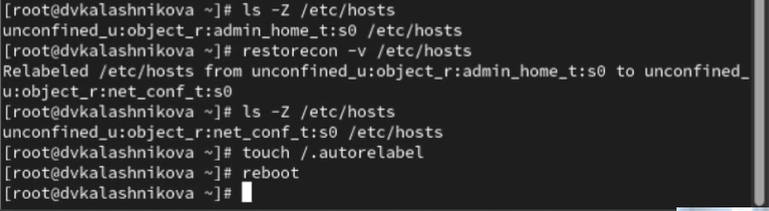 [root@dvkalashnikova ~]# ls -Z /etc/hosts
unconfined_u:object_r:admin_home_t:s0 /etc/hosts
[root@dvkalashnikova ~]# restorecon -v /etc/hosts
Relabeled /etc/hosts from unconfined_u:object_r:admin_home_t:s0 to unconfined_
u:object_r:net_conf_t:s0
[root@dvkalashnikova ~]# ls -Z /etc/hosts
unconfined_u:object_r:net_conf_t:s0 /etc/hosts
[root@dvkalashnikova ~]# touch /.autorelabel
[root@dvkalashnikova ~]# reboot
[root@dvkalashnikova ~]#